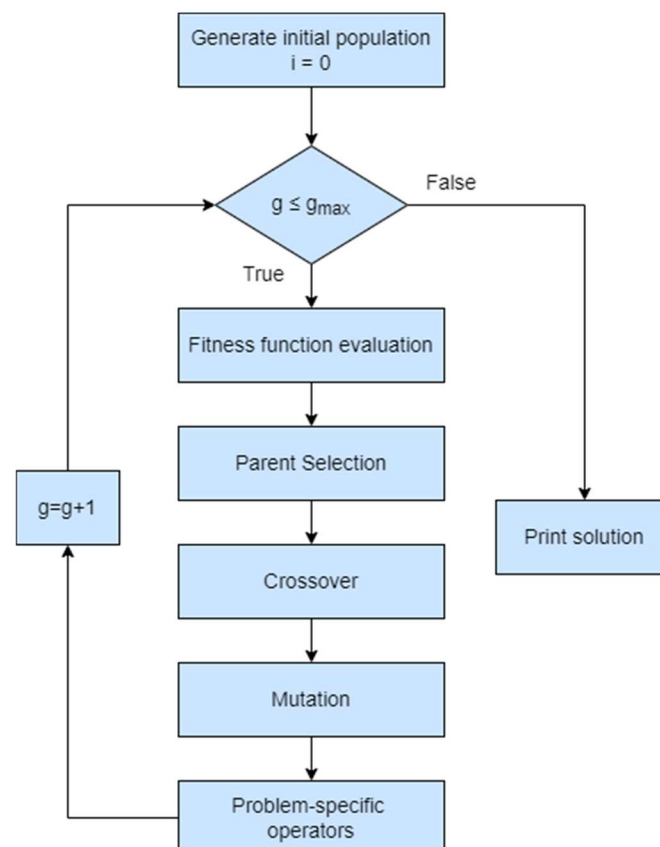 Generate initial population
i = 0
g ≤ gmax
False
True
Fitness function evaluation
Parent Selection
g=g+1
Print solution
Crossover
Mutation
Problem-specific
operators